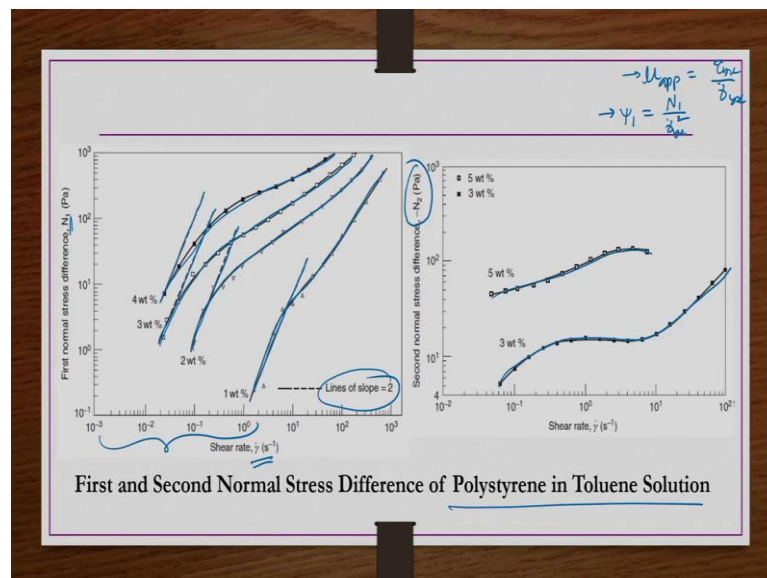 → μapp = τyx / γ̇yx
→ ψ1 = N1 / γ̇²yx
10³
10²
10¹
10⁰
10⁻¹
First normal stress difference, N₁ (Pa)
4 wt %
3 wt %
2 wt %
1 wt %
Lines of slope = 2
10⁻³
10⁻²
10⁻¹
10⁰
10¹
10²
10³
Shear rate, γ̇ (s⁻¹)
10³
10²
10¹
4
Second normal stress difference, −N₂ (Pa)
5 wt %
3 wt %
5 wt %
3 wt %
10⁻²
10⁻¹
10⁰
10¹
10²
Shear rate, γ̇ (s⁻¹)
First and Second Normal Stress Difference of Polystyrene in Toluene Solution